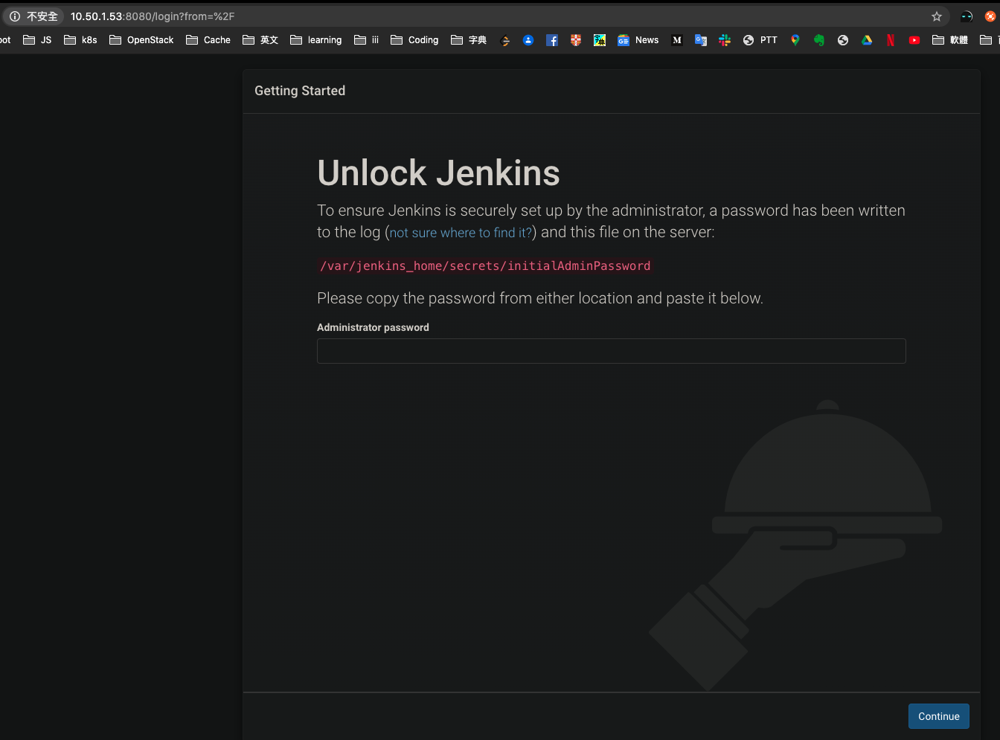 不安全 10.50.1.53:8080/login?from=%2F
oot JS k8s OpenStack Cache 英文 learning iii Coding 字典 News M PTT N 軟體
Getting Started
Unlock Jenkins
To ensure Jenkins is securely set up by the administrator, a password has been written
to the log (not sure where to find it?) and this file on the server:
/var/jenkins_home/secrets/initialAdminPassword
Please copy the password from either location and paste it below.
Administrator password
Continue